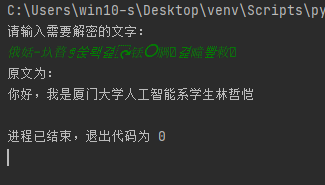 C:\Users\win10-s\Desktop\venv\Scripts\py
请输入需要解密的文字:
原文为:
你好,我是厦门大学人工智能系学生林哲恺
进程已结束,退出代码为 0